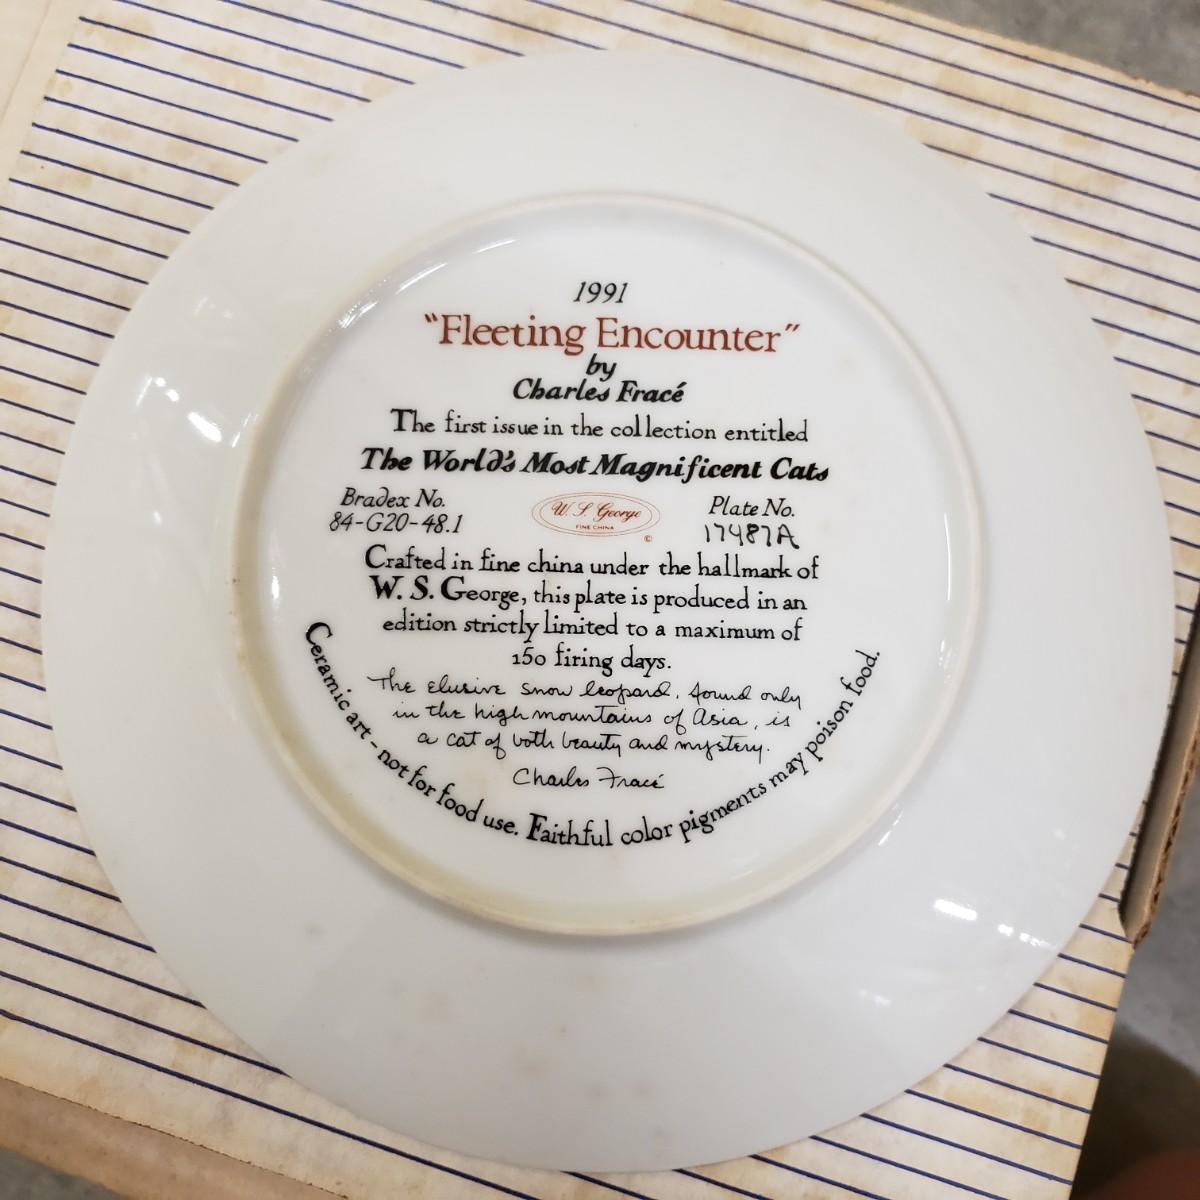 1991
"Fleeting Encounter"
by
Charles Fracé
The first issue in the collection entitled
The World's Most Magnificent Cats
Bradex No.
84-G20-48.1
W. S. George
FINE CHINA
©
Plate No.
17487A
Crafted in fine china under the hallmark of
W. S. George, this plate is produced in an
edition strictly limited to a maximum of
150 firing days.
The elusive snow leopard, found only
in the high mountains of Asia, is
a cat of both beauty and mystery.
Charles Fracé
Ceramic art - not for food use. Faithful color pigments may poison food.